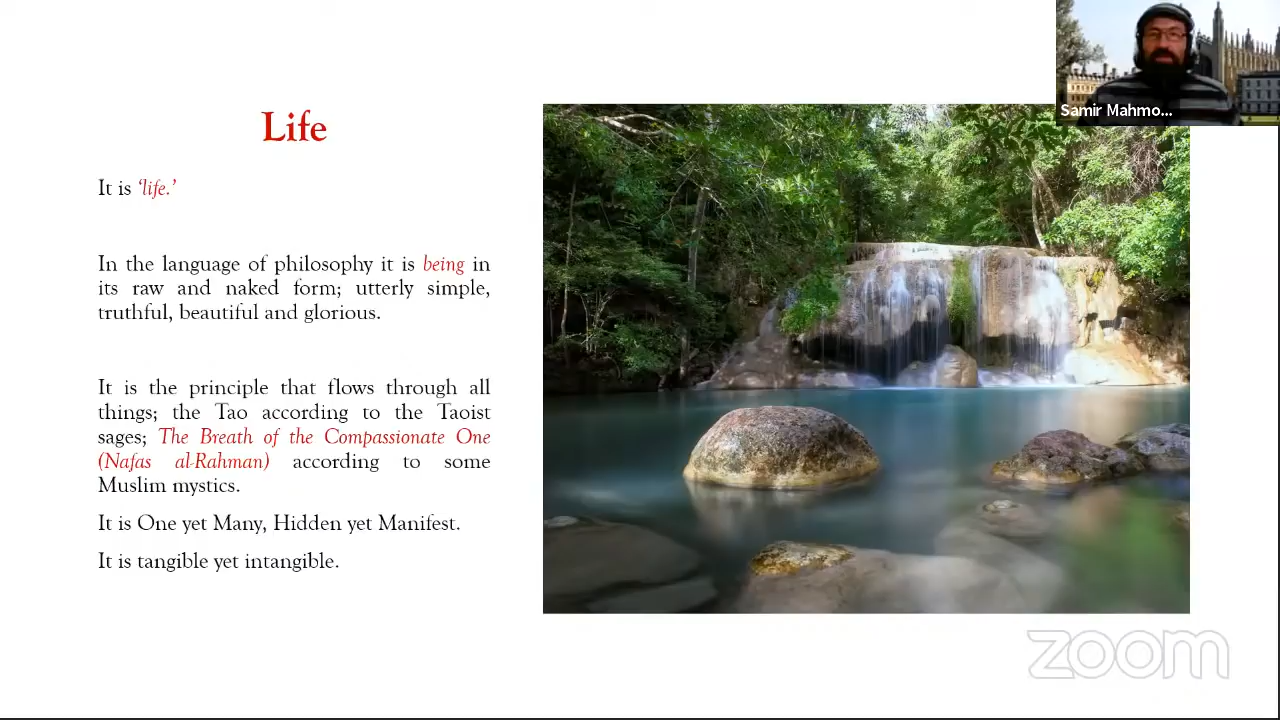 Life
It is ‘life.’
In the language of philosophy it is being in
its raw and naked form; utterly simple,
truthful, beautiful and glorious.
It is the principle that flows through all
things; the Tao according to the Taoist
sages; The Breath of the Compassionate One
(Nafas al-Rahman) according to some
Muslim mystics.
It is One yet Many, Hidden yet Manifest.
It is tangible yet intangible.
Samir Mahmo...
zoom